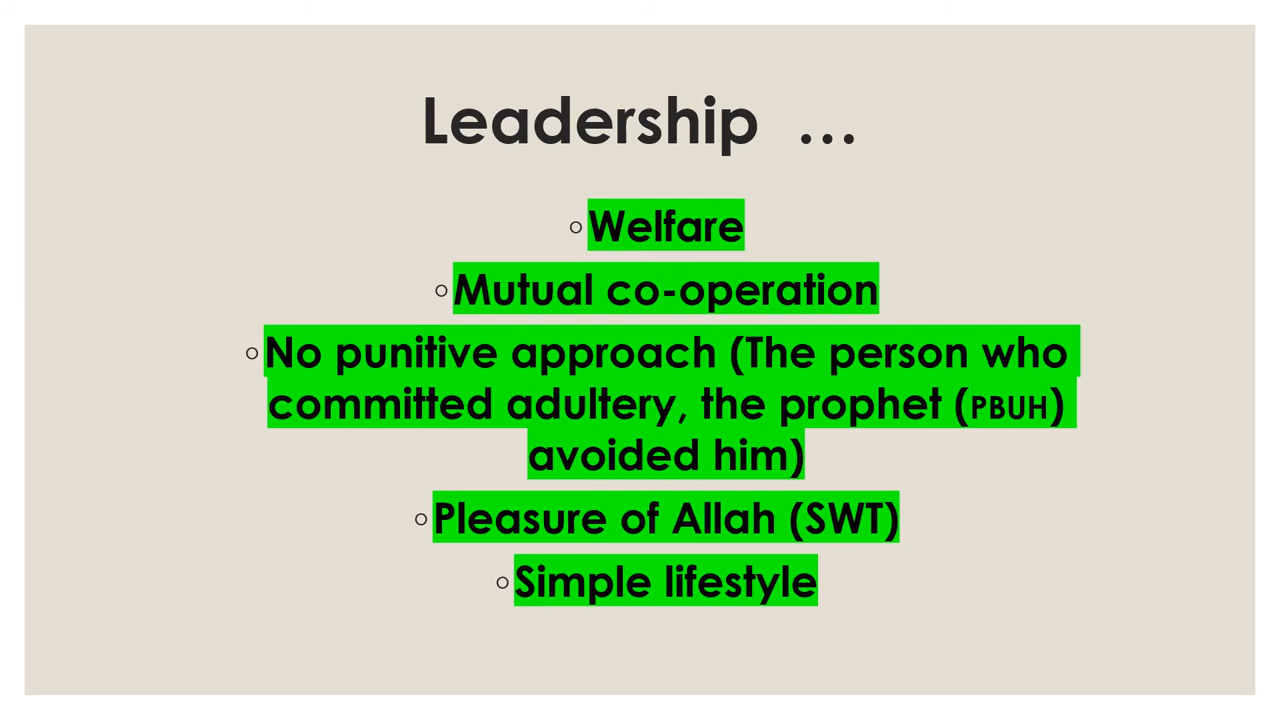 Leadership …
◦Welfare
◦Mutual co-operation
◦No punitive approach (The person who
committed adultery, the prophet (PBUH)
avoided him)
◦Pleasure of Allah (SWT)
◦Simple lifestyle